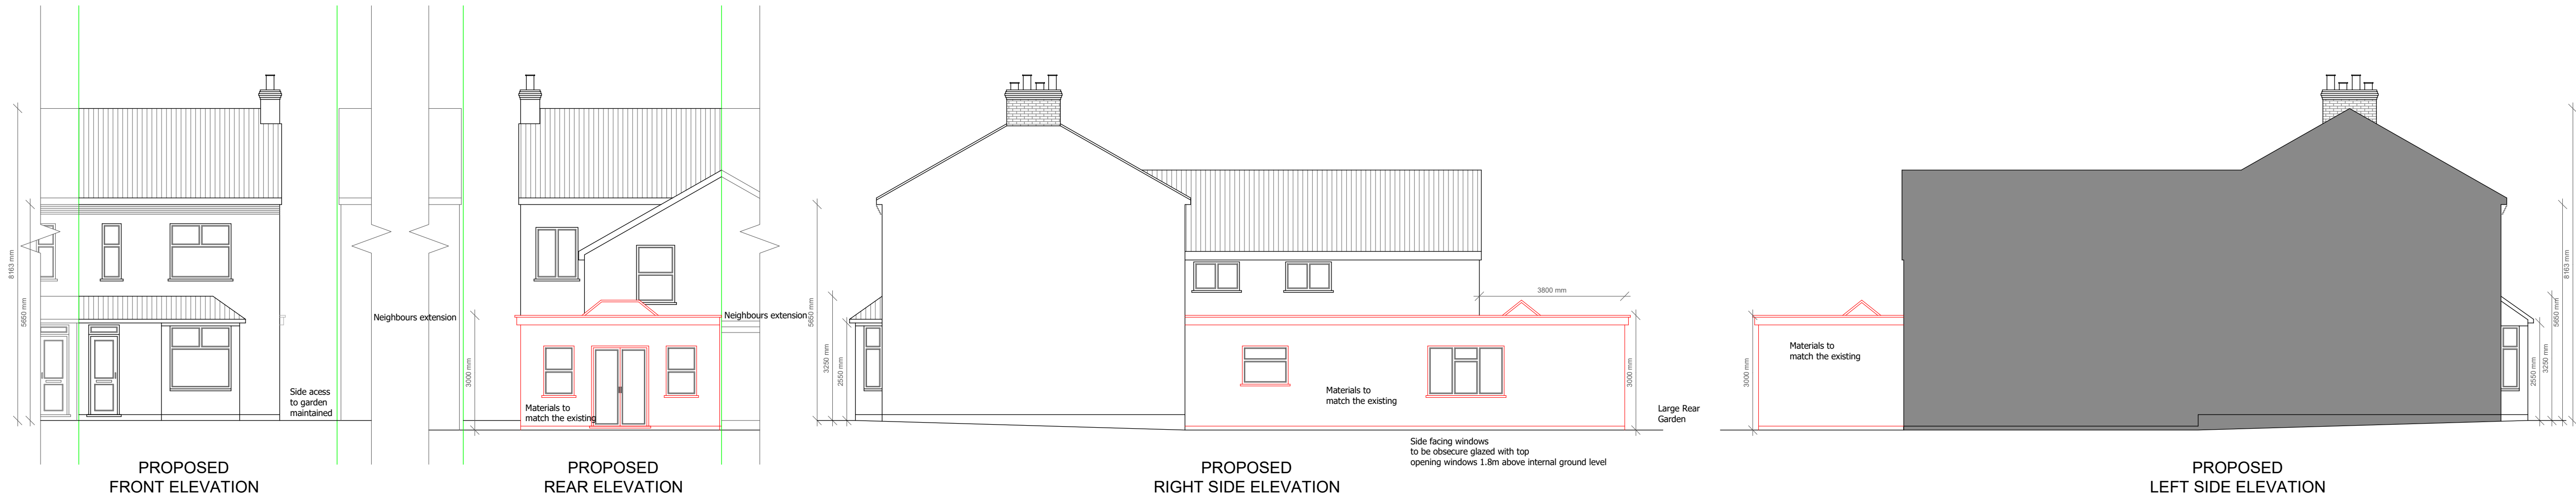 8163 mm
5650 mm
Side acess
to garden
maintained
PROPOSED
FRONT ELEVATION
Neighbours extension
3000 mm
Materials to
match the existing
Neighbours extension
PROPOSED
REAR ELEVATION
5650 mm
3250 mm
2550 mm
3800 mm
3000 mm
Materials to
match the existing
Large Rear
Garden
Side facing windows
to be obsecure glazed with top
opening windows 1.8m above internal ground level
PROPOSED
RIGHT SIDE ELEVATION
3000 mm
Materials to
match the existing
2550 mm
3250 mm
5650 mm
8163 mm
PROPOSED
LEFT SIDE ELEVATION